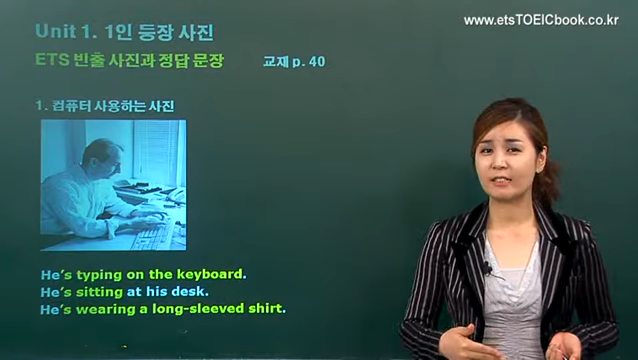 www.etsTOEICbook.co.kr
Unit 1. 1인 등장 사진
ETS 빈출 사진과 정답 문장 교재 p. 40
1. 컴퓨터 사용하는 사진
He's typing on the keyboard.
He's sitting at his desk.
He's wearing a long-sleeved shirt.